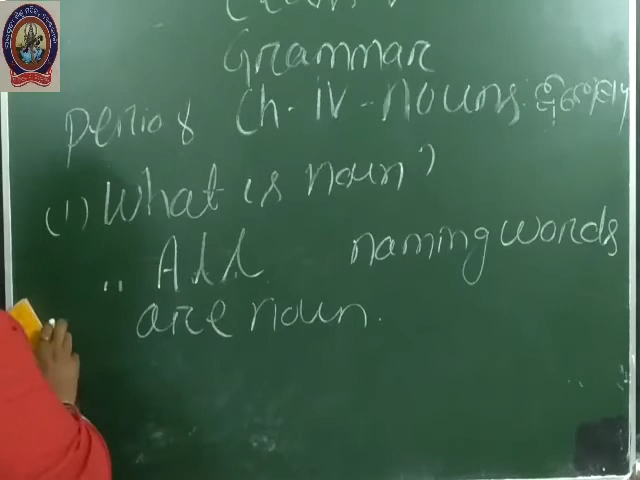 Grammar
Period Ch. IV - Nouns.
(1) What is noun?
" All naming words
are noun.